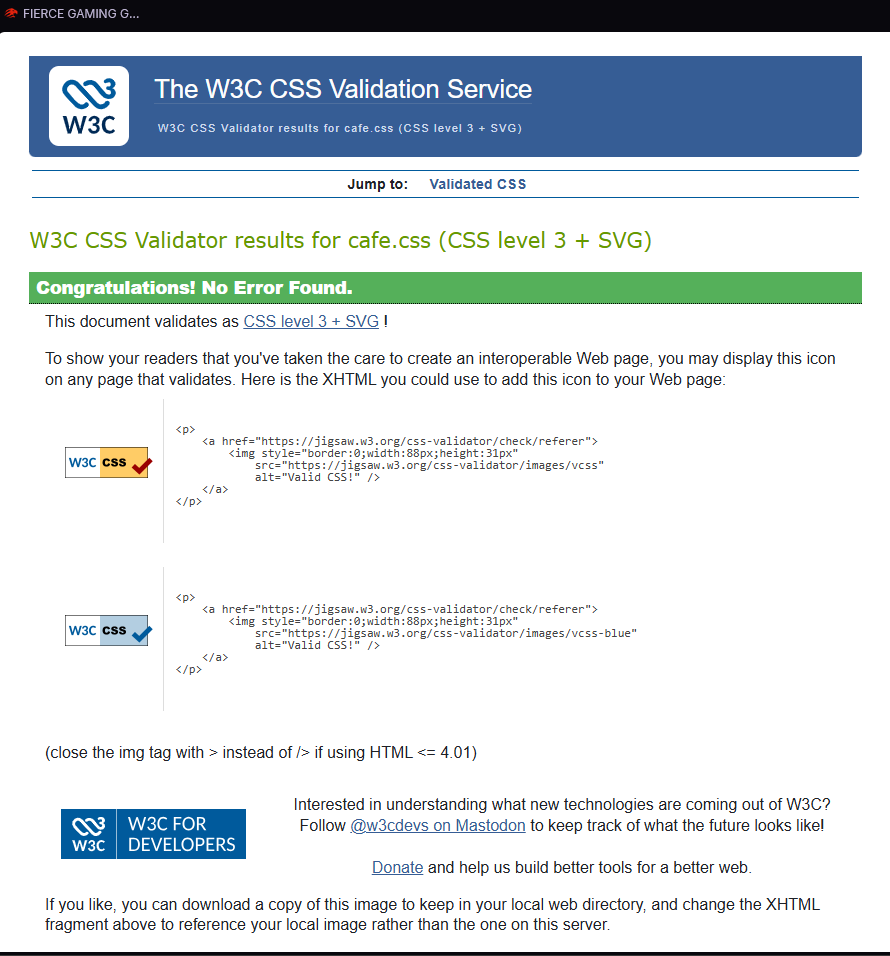 FIERCE GAMING G...
W3C
The W3C CSS Validation Service
W3C CSS Validator results for cafe.css (CSS level 3 + SVG)
Jump to: Validated CSS
W3C CSS Validator results for cafe.css (CSS level 3 + SVG)
Congratulations! No Error Found.
This document validates as CSS level 3 + SVG !
To show your readers that you've taken the care to create an interoperable Web page, you may display this icon
on any page that validates. Here is the XHTML you could use to add this icon to your Web page:
W3C css
<p>
<a href="https://jigsaw.w3.org/css-validator/check/referer">
<img style="border:0;width:88px;height:31px"
src="https://jigsaw.w3.org/css-validator/images/vcss"
alt="Valid CSS!" />
</a>
</p>
W3C css
<p>
<a href="https://jigsaw.w3.org/css-validator/check/referer">
<img style="border:0;width:88px;height:31px"
src="https://jigsaw.w3.org/css-validator/images/vcss-blue"
alt="Valid CSS!" />
</a>
</p>
(close the img tag with > instead of /> if using HTML <= 4.01)
W3C
W3C FOR
DEVELOPERS
Interested in understanding what new technologies are coming out of W3C?
Follow @w3cdevs on Mastodon to keep track of what the future looks like!
Donate and help us build better tools for a better web.
If you like, you can download a copy of this image to keep in your local web directory, and change the XHTML
fragment above to reference your local image rather than the one on this server.